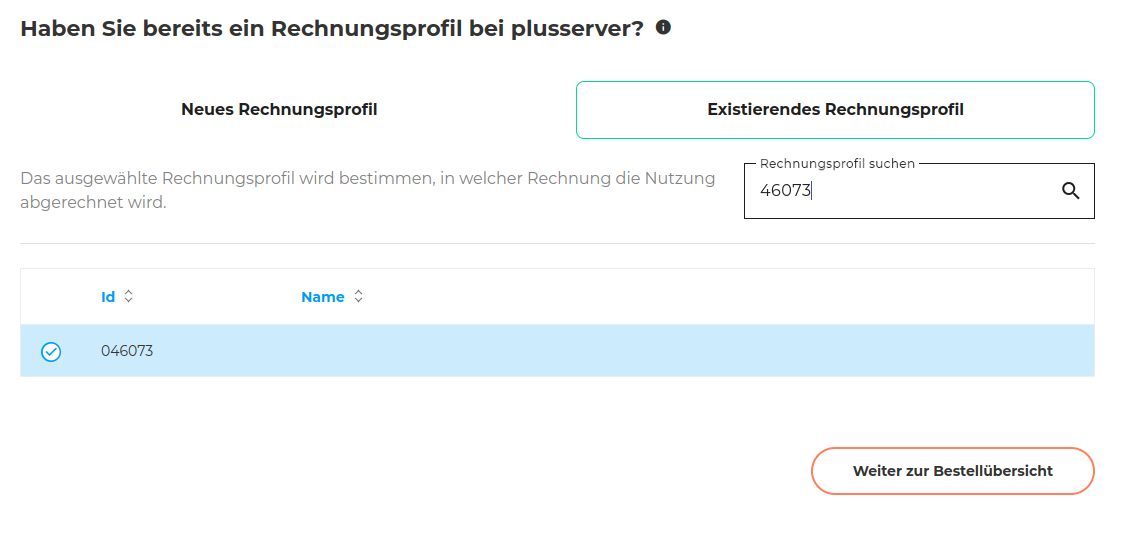 Haben Sie bereits ein Rechnungsprofil bei plusserver?
Neues Rechnungsprofil
Existierendes Rechnungsprofil
Das ausgewählte Rechnungsprofil wird bestimmen, in welcher Rechnung die Nutzung
abgerechnet wird.
Rechnungsprofil suchen
46073
Id
Name
046073
Weiter zur Bestellübersicht